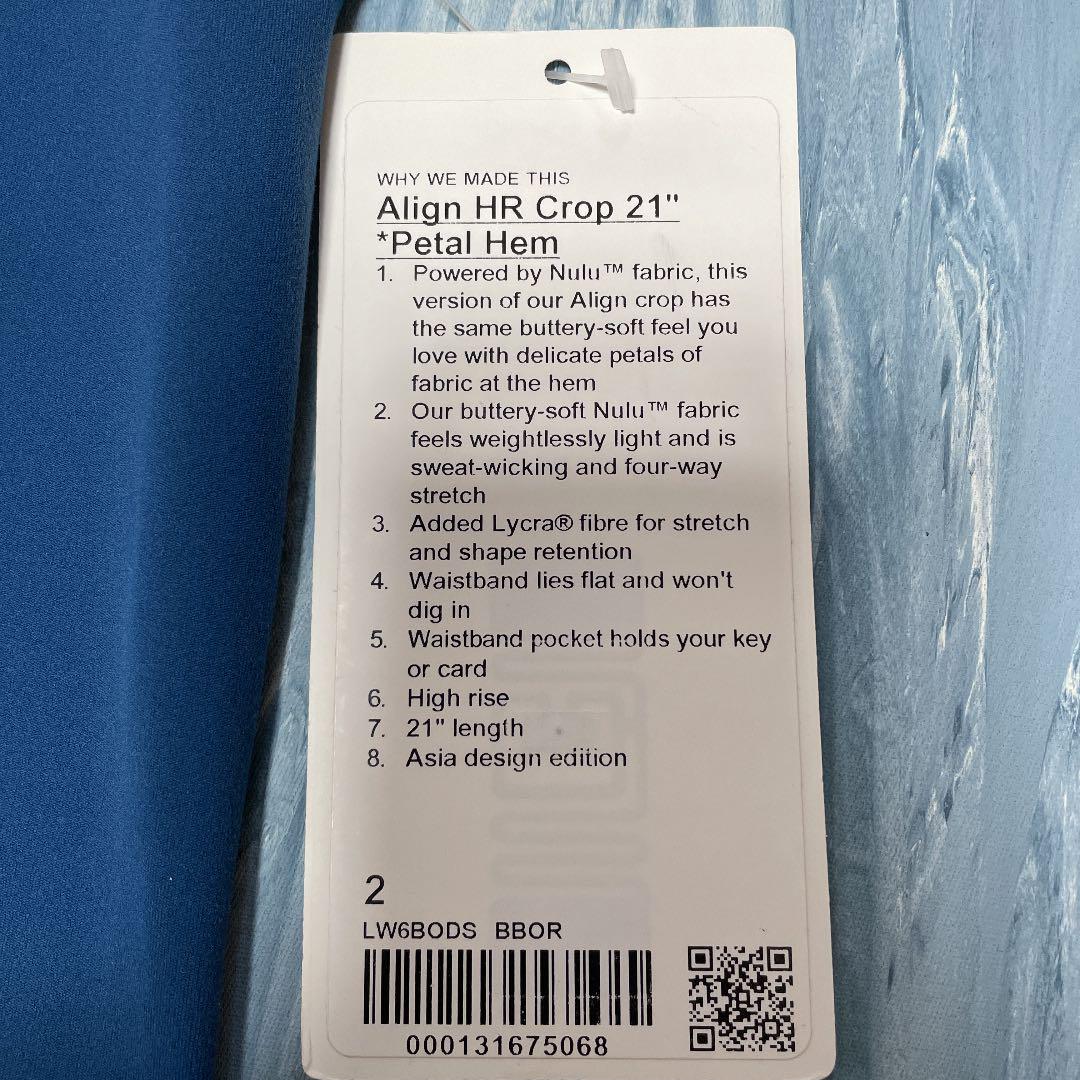 WHY WE MADE THIS
Align HR Crop 21"
*Petal Hem
1. Powered by Nulu™ fabric, this
version of our Align crop has
the same buttery-soft feel you
love with delicate petals of
fabric at the hem
2. Our buttery-soft Nulu™ fabric
feels weightlessly light and is
sweat-wicking and four-way
stretch
3. Added Lycra® fibre for stretch
and shape retention
4. Waistband lies flat and won't
dig in
5. Waistband pocket holds your key
or card
6. High rise
7. 21" length
8. Asia design edition
2
LW6BODS BBOR
000131675068